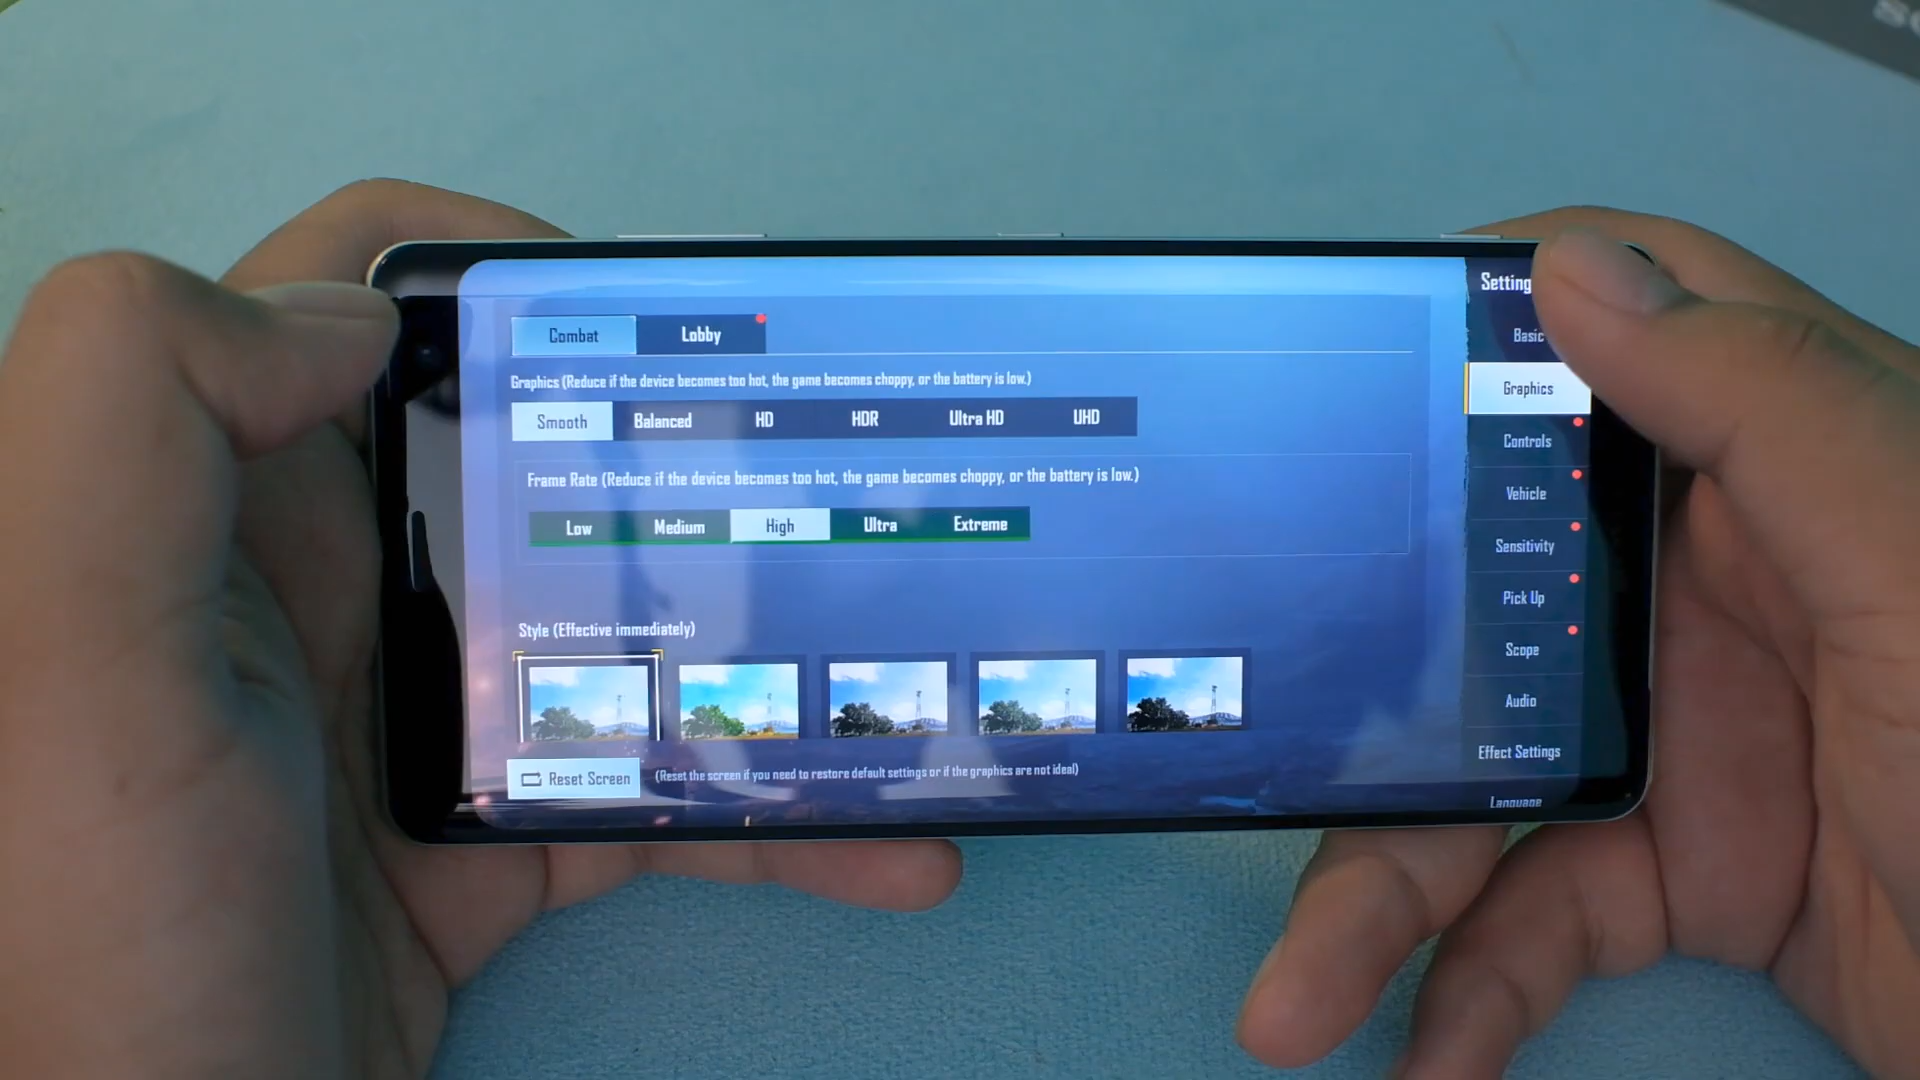 Combat Lobby
Graphics (Reduce if the device becomes too hot, the game becomes choppy, or the battery is low.)
Smooth Balanced HD HDR Ultra HD UHD
Frame Rate (Reduce if the device becomes too hot, the game becomes choppy, or the battery is low.)
Low Medium High Ultra Extreme
Style (Effective immediately)
Reset Screen (Reset the screen if you need to restore default settings or if the graphics are not ideal)
Setting
Basic
Graphics
Controls
Vehicle
Sensitivity
Pick Up
Scope
Audio
Effect Settings
Language